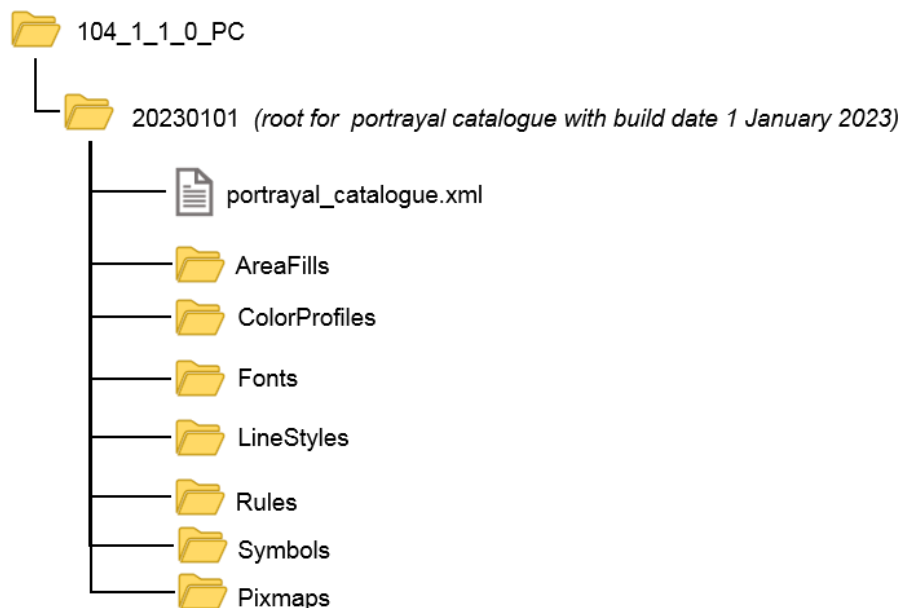 104_1_1_0_PC
20230101 (root for portrayal catalogue with build date 1 January 2023)
portrayal_catalogue.xml
AreaFills
ColorProfiles
Fonts
LineStyles
Rules
Symbols
Pixmaps